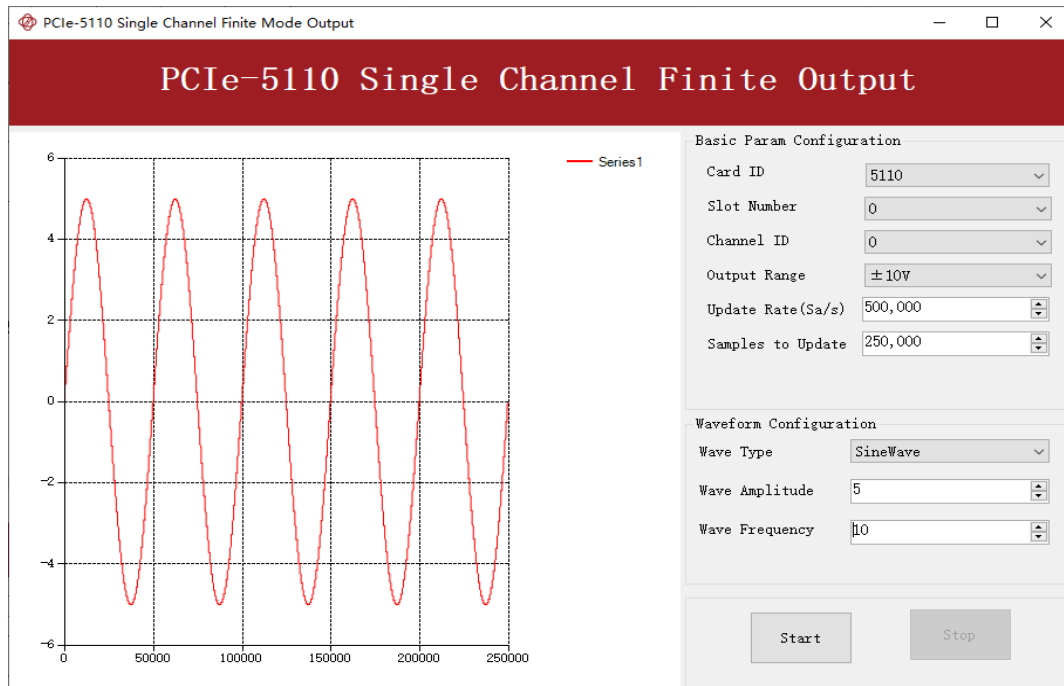 PCIe-5110 Single Channel Finite Mode Output
PCIe-5110 Single Channel Finite Output
6
4
2
0
-2
-4
-6
0 50000 100000 150000 200000 250000
Series1
Basic Param Configuration
Card ID 5110
Slot Number 0
Channel ID 0
Output Range ±10V
Update Rate(Sa/s) 500,000
Samples to Update 250,000
Waveform Configuration
Wave Type SineWave
Wave Amplitude 5
Wave Frequency 10
Start Stop